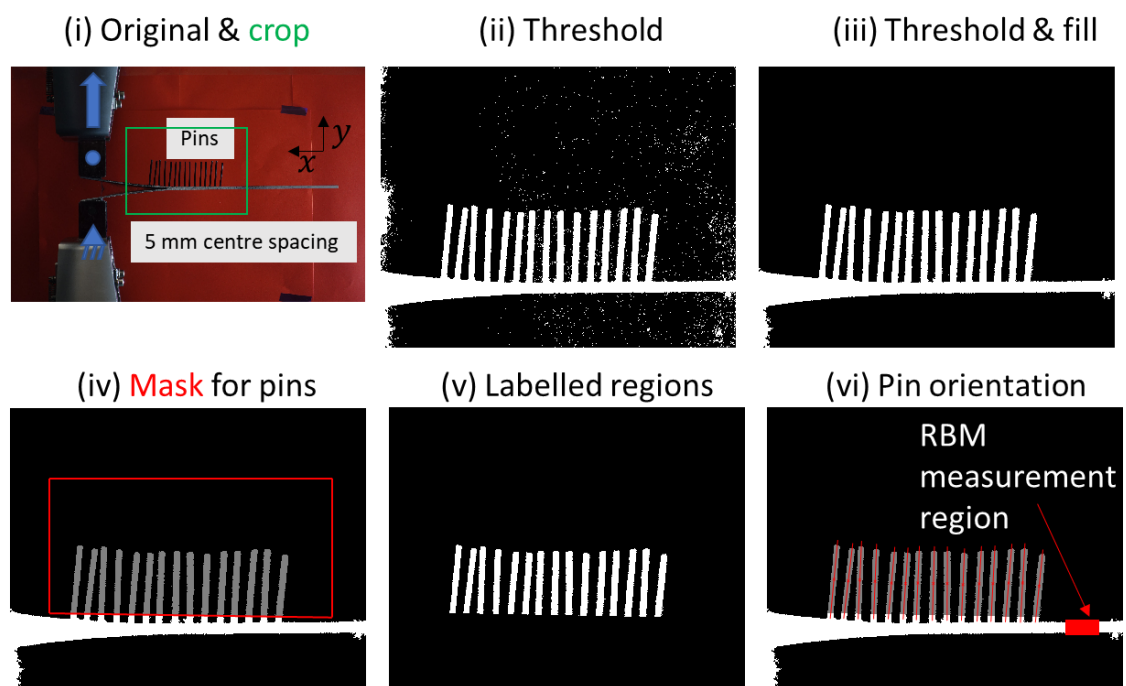 (i) Original & crop
(ii) Threshold
(iii) Threshold & fill
Pins
y
x
5 mm centre spacing
(iv) Mask for pins
(v) Labelled regions
(vi) Pin orientation
RBM
measurement
region